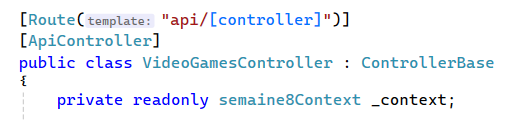 [Route(template: "api/[controller]")]
[ApiController]
public class VideoGamesController : ControllerBase
{
private readonly semaine8Context _context;